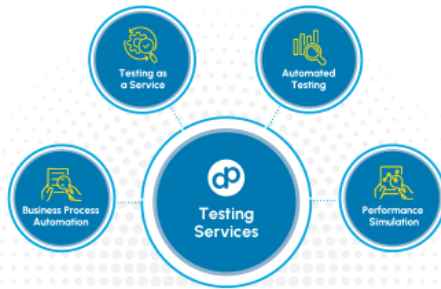 Testing as
a Service
Automated
Testing
Business Process
Automation
dp
Testing
Services
Performance
Simulation